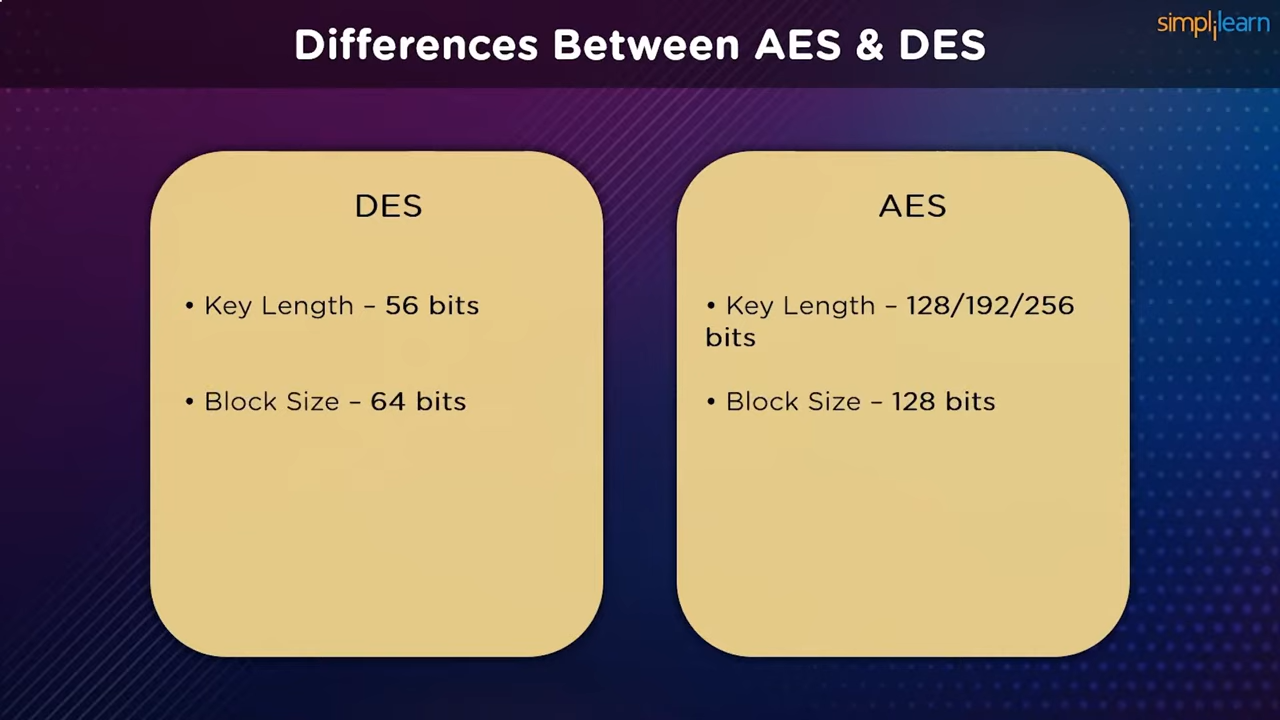 simplilearn
Differences Between AES & DES
DES
• Key Length – 56 bits
• Block Size – 64 bits
AES
• Key Length – 128/192/256
bits
• Block Size – 128 bits